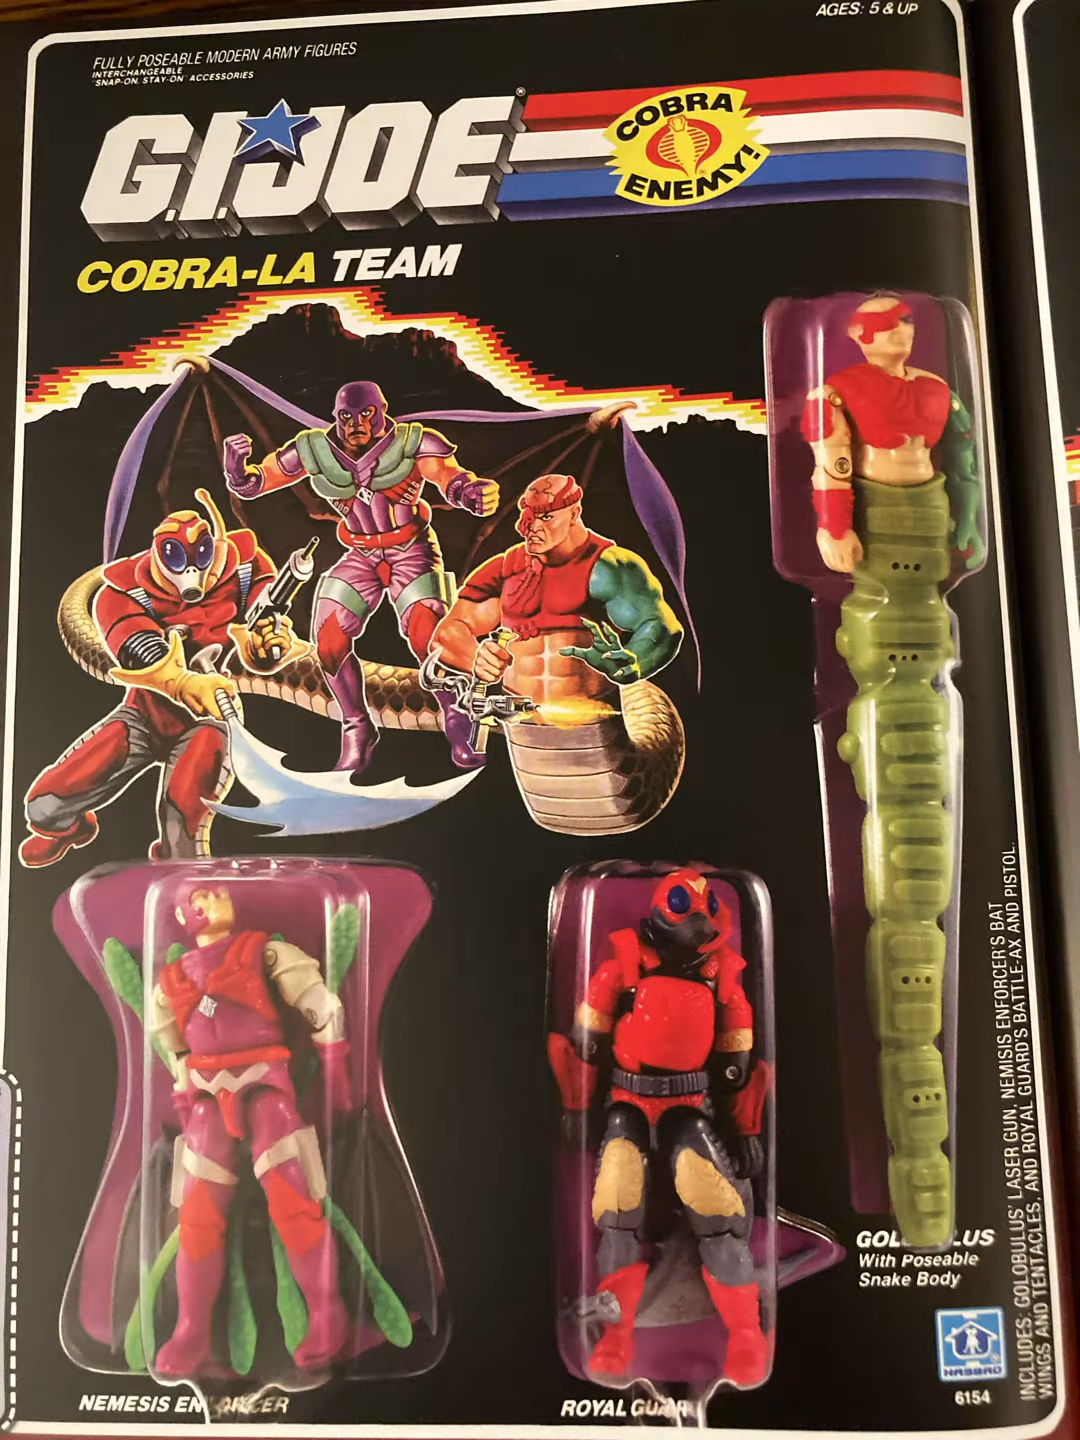 AGES: 5 & UP
FULLY POSEABLE MODERN ARMY FIGURES
INTERCHANGEABLE
"SNAP-ON, STAY-ON" ACCESSORIES
G.I. JOE®
COBRA
ENEMY!
COBRA-LA TEAM
With Poseable
Snake Body
INCLUDES: GOLOBULUS' LASER GUN, NEMISIS ENFORCER'S BAT
WINGS AND TENTACLES, AND ROYAL GUARD'S BATTLE-AX AND PISTOL.
HASBRO®
6154
NEMESIS
ROYAL